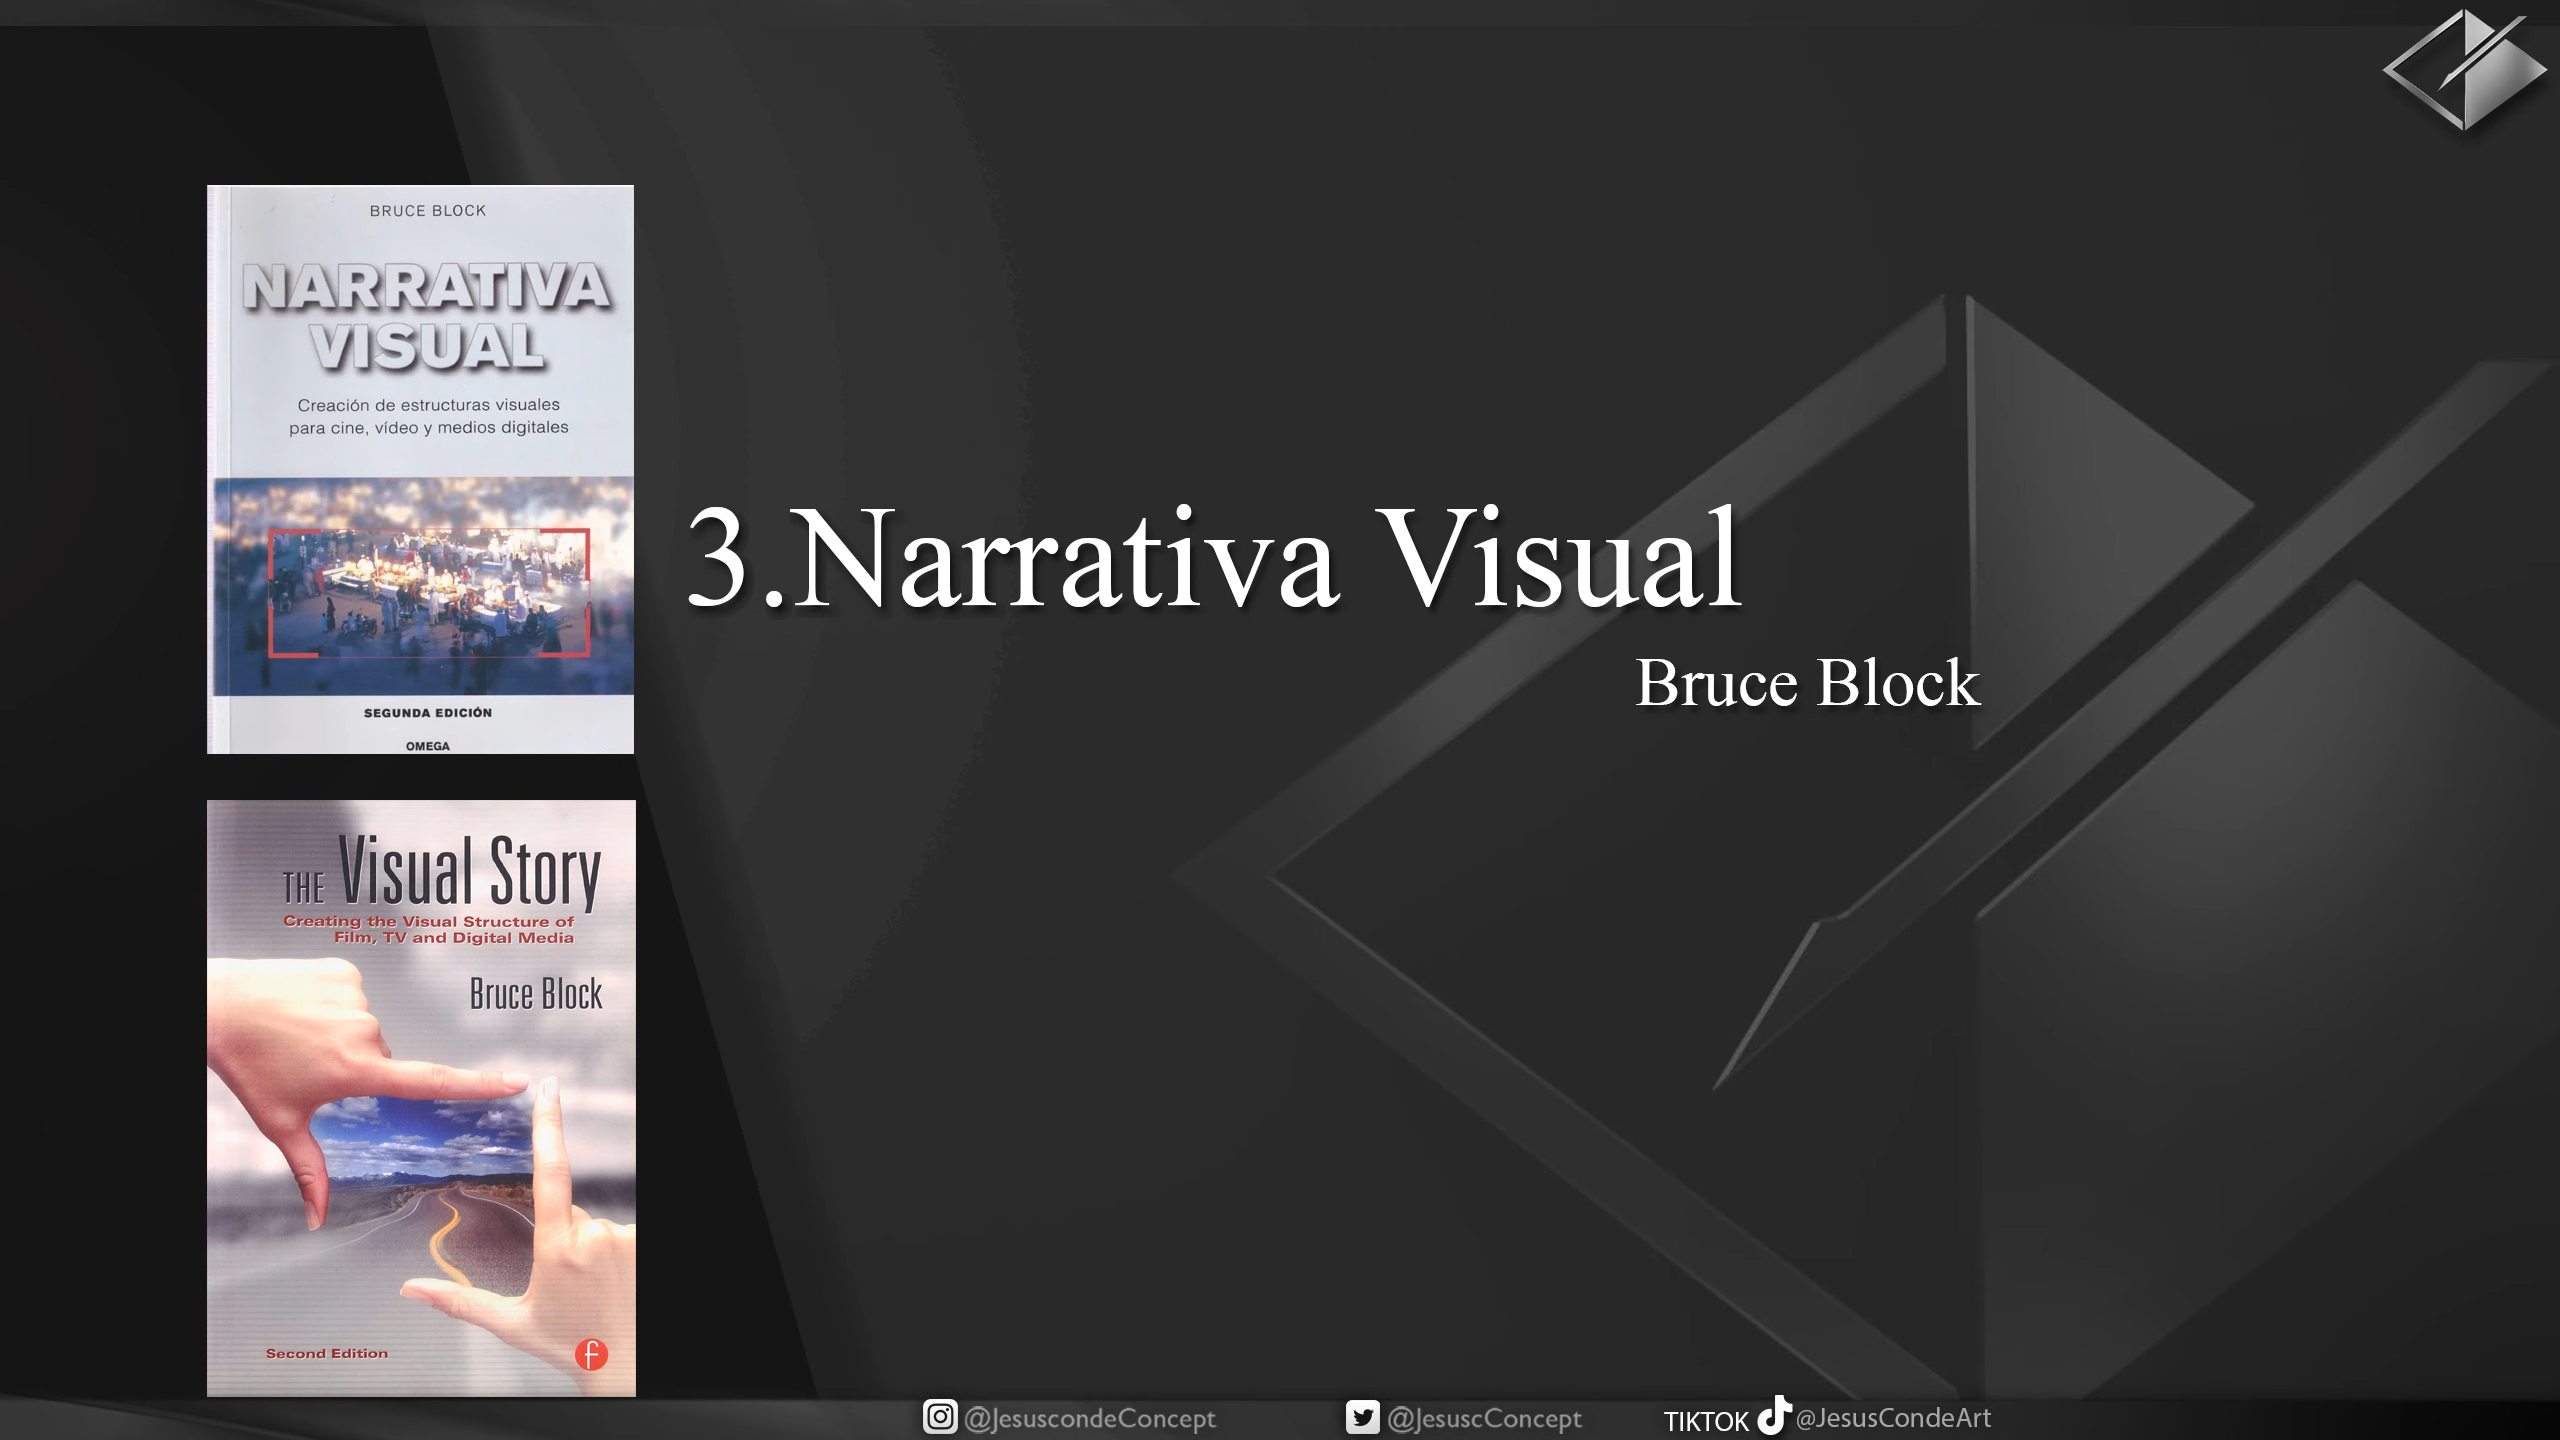 BRUCE BLOCK
NARRATIVA
VISUAL
Creación de estructuras visuales
para cine, vídeo y medios digitales
SEGUNDA EDICIÓN
OMEGA
3.Narrativa Visual
Bruce Block
THE Visual Story
Creating the Visual Structure of
Film, TV and Digital Media
Bruce Block
Second Edition
f
@JesuscondeConcept
@JesuscConcept
TIKTOK @JesusCondeArt